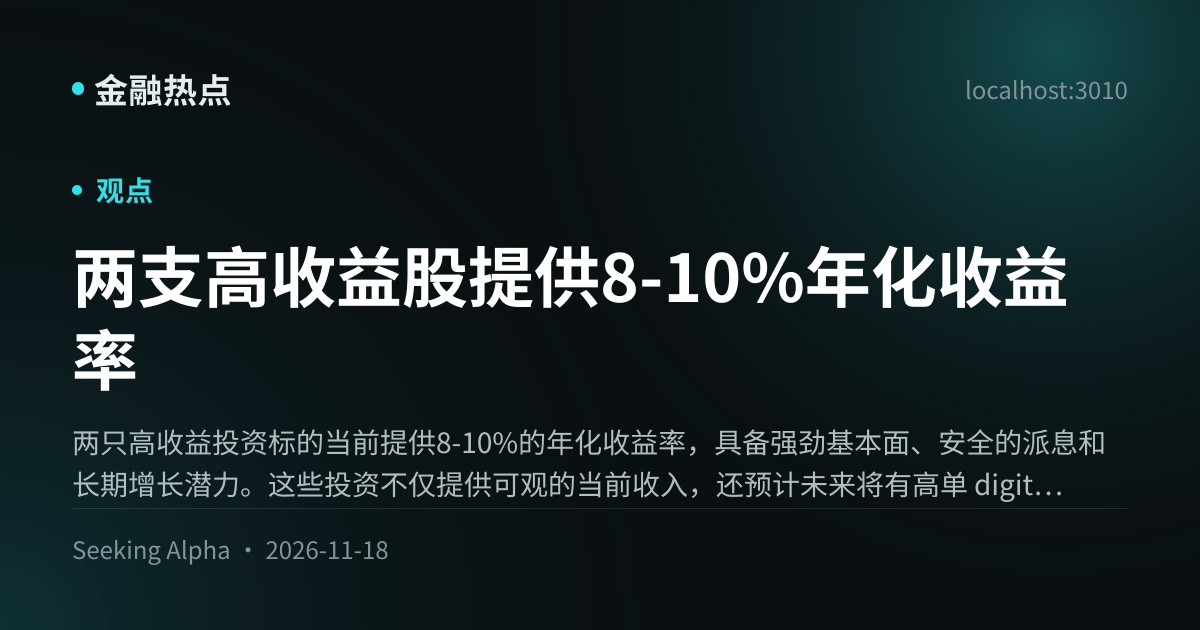 金融热点
localhost:3010
观点
两支高收益股提供8-10%年化收益
率
两只高收益投资标的当前提供8-10%的年化收益率，具备强劲基本面、安全的派息和
长期增长潜力。这些投资不仅提供可观的当前收入，还预计未来将有高单 digit…
Seeking Alpha · 2026-11-18